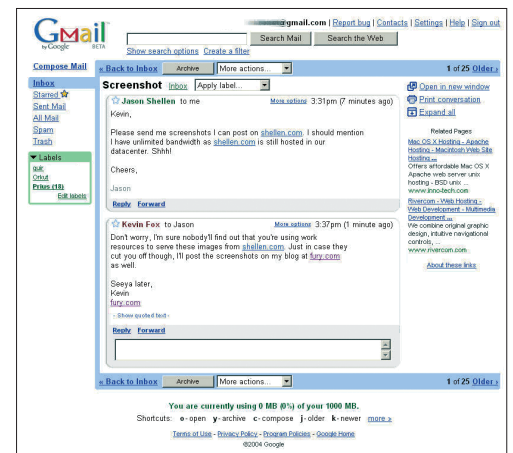 @gmail.com | Report bug | Contacts | Settings | Help | Sign out
GMail
by Google BETA
Search Mail Search the Web
Show search options Create a filter
Compose Mail
« Back to Inbox Archive More actions... 1 of 25 Older ›
Inbox
Starred
Sent Mail
All Mail
Spam
Trash
Labels
quir
Orkut
Prius (18)
Edit labels
Screenshot Inbox Apply label...
Jason Shellen to me More options 3:31pm (7 minutes ago)
Kevin,
Please send me screenshots I can post on shellen.com. I should mention
I have unlimited bandwidth as shellen.com is still hosted in our
datacenter. Shhh!
Cheers,
Jason
Reply Forward
Kevin Fox to Jason More options 3:37pm (1 minute ago)
Don't worry, I'm sure nobody'll find out that you're using work
resources to serve these images from shellen.com. Just in case they
cut you off though, I'll post the screenshots on my blog at fury.com
as well.
Seeya later,
Kevin
fury.com
- Show quoted text -
Reply Forward
Open in new window
Print conversation
Expand all
Related Pages
Mac OS X Hosting - Apache
Hosting - Macintosh Web Site
Hosting ...
Offers affordable Mac OS X
Apache web server unix
hosting - BSD unix ...
www.inno-tech.com
Rivercom - Web Hosting -
Web Development - Multimedia
Development ...
We combine original graphic
design, intuitive navigational
controls, ...
www.rivercom.com
About these links
« Back to Inbox Archive More actions... 1 of 25 Older ›
You are currently using 0 MB (0%) of your 1000 MB.
Shortcuts: o - open y - archive c - compose j - older k - newer more »
Terms of Use - Privacy Policy - Program Policies - Google Home
©2004 Google